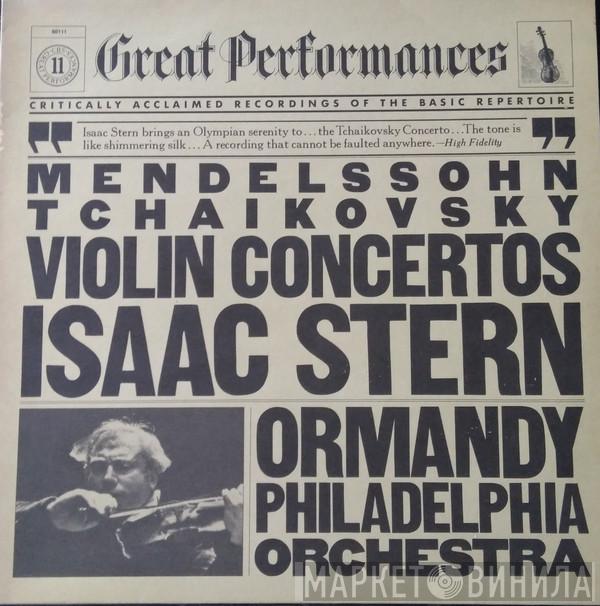 60111
11
Great Performances
CRITICALLY ACCLAIMED RECORDINGS OF THE BASIC REPERTOIRE
Isaac Stern brings an Olympian serenity to...the Tchaikovsky Concerto...The tone is
like shimmering silk...A recording that cannot be faulted anywhere.—High Fidelity
MENDELSSOHN
TCHAIKOVSKY
VIOLIN CONCERTOS
ISAAC STERN
ORMANDY
PHILADELPHIA
ORCHESTRA
МАРКЕТ ВИНИЛА